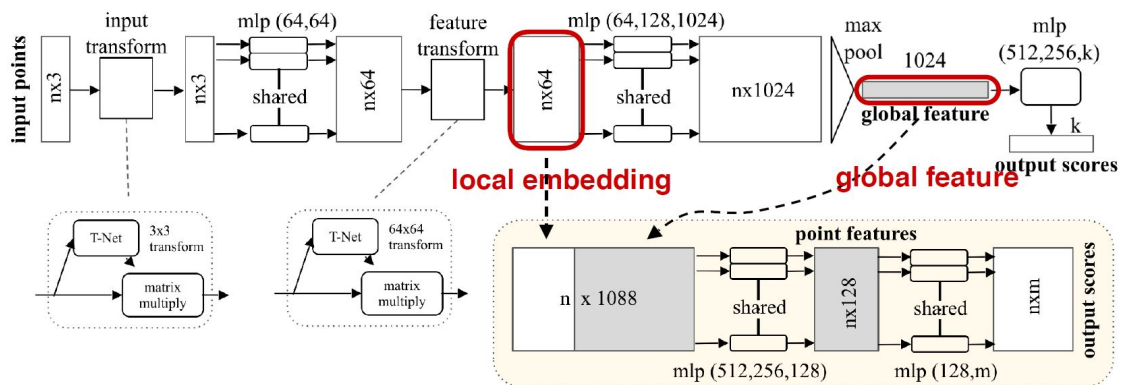 input points
nx3
input
transform
nx3
mlp (64,64)
shared
nx64
feature
transform
nx64
mlp (64,128,1024)
shared
nx1024
max
pool
1024
global feature
mlp
(512,256,k)
k
output scores
local embedding
global feature
T-Net
3x3
transform
matrix
multiply
T-Net
64x64
transform
matrix
multiply
point features
n x 1088
shared
mlp (512,256,128)
nx128
shared
mlp (128,m)
nxm
output scores